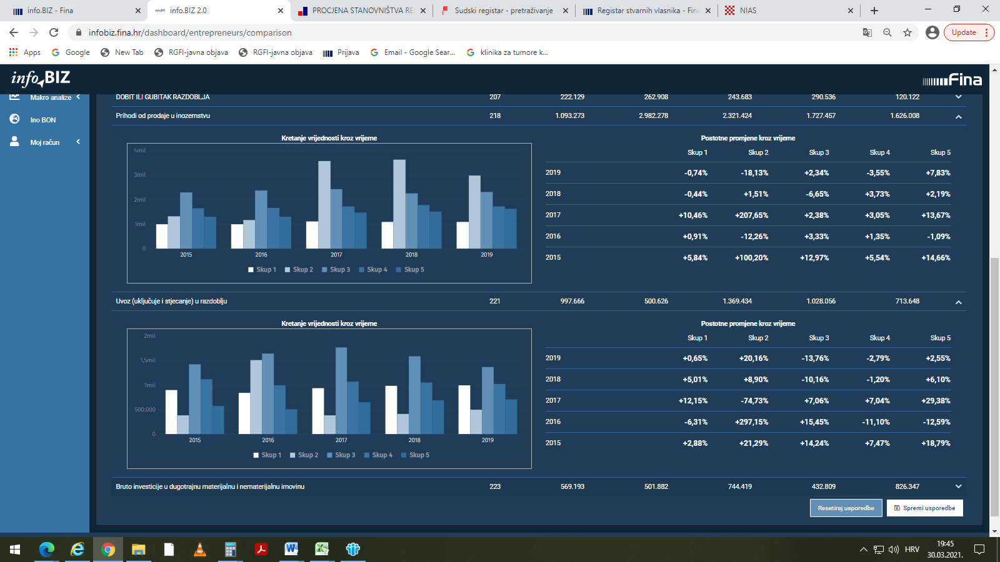 info.BIZ - Fina
info.BIZ 2.0
PROCJENA STANOVNIŠTVA RE
Sudski registar - pretraživanje
Registar stvarnih vlasnika - Fina
NIAS
infobiz.fina.hr/dashboard/entrepreneurs/comparison
Update
Apps
Google
New Tab
RGFI-javna objava
RGFI-javna objava
Prijava
Email - Google Sear...
klinika za tumore k...
info.BIZ
Fina
Makro analize
Ino BON
Moj račun
DOBIT ILI GUBITAK RAZDOBLJA 207 222.129 262.908 243.683 290.536 120.122
Prihodi od prodaje u inozemstvu 218 1.093.273 2.982.278 2.321.424 1.727.457 1.626.008
Kretanje vrijednosti kroz vrijeme
4mil
3mil
2mil
1mil
0
2015 2016 2017 2018 2019
Skup 1 Skup 2 Skup 3 Skup 4 Skup 5
Postotne promjene kroz vrijeme
Skup 1 Skup 2 Skup 3 Skup 4 Skup 5
2019 -0,74% -18,13% +2,34% -3,55% +7,83%
2018 -0,44% +1,51% -6,65% +3,73% +2,19%
2017 +10,46% +207,65% +2,38% +3,05% +13,67%
2016 +0,91% -12,26% +3,33% +1,35% -1,09%
2015 +5,84% +100,20% +12,97% +5,54% +14,66%
Uvoz (uključuje i stjecanje) u razdoblju 221 997.666 500.626 1.369.434 1.028.056 713.648
Kretanje vrijednosti kroz vrijeme
2mil
1,5mil
1mil
500.000
0
2015 2016 2017 2018 2019
Skup 1 Skup 2 Skup 3 Skup 4 Skup 5
Postotne promjene kroz vrijeme
Skup 1 Skup 2 Skup 3 Skup 4 Skup 5
2019 +0,65% +20,16% -13,76% -2,79% +2,55%
2018 +5,01% +8,90% -10,16% -1,20% +6,10%
2017 +12,15% -74,73% +7,06% +7,04% +29,38%
2016 -6,31% +297,15% +15,45% -11,10% -12,59%
2015 +2,88% +21,29% +14,24% +7,47% +18,79%
Bruto investicije u dugotrajnu materijalnu i nematerijalnu imovinu 223 569.193 501.882 744.419 432.809 826.347
Resetiraj usporedbe
Spremi usporedbe
HRV
19:45
30.03.2021.